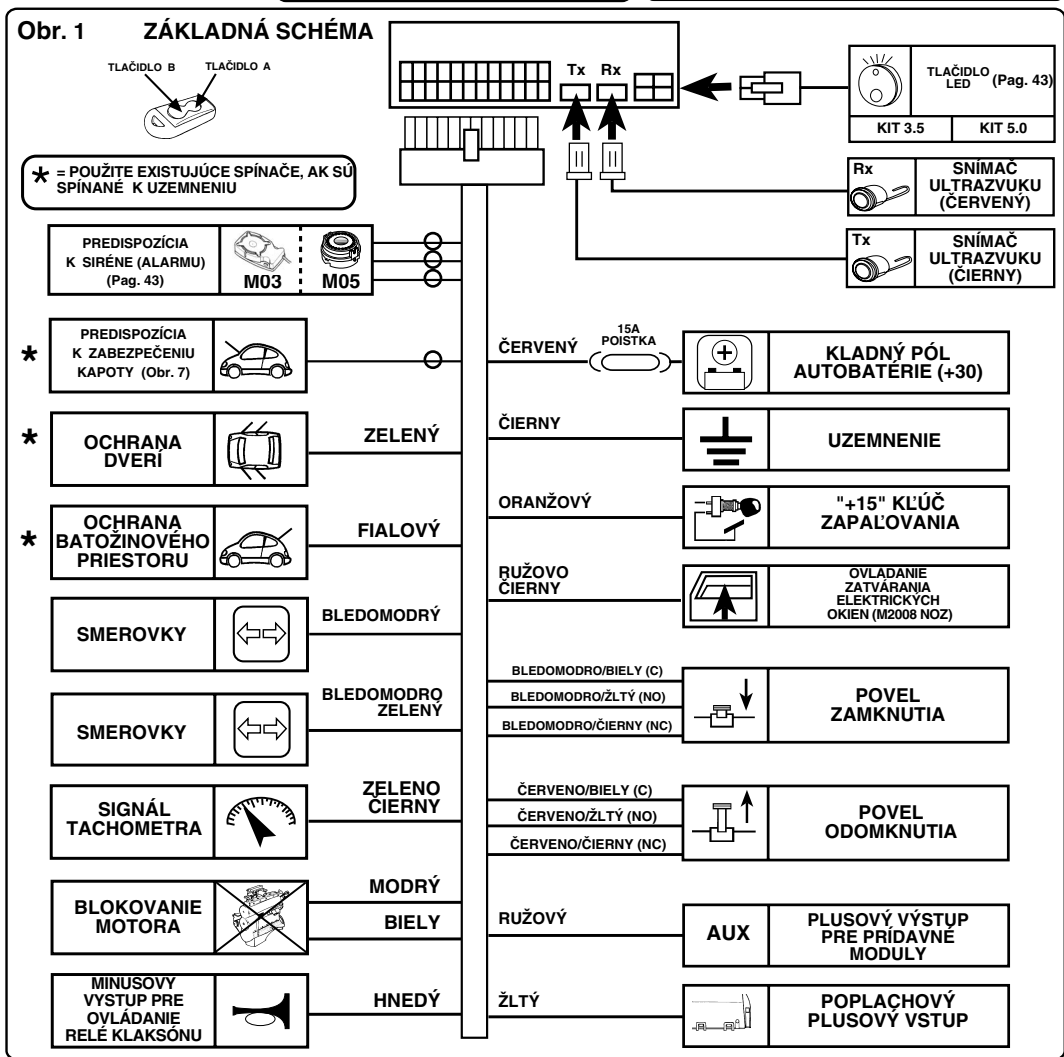 Obr. 1 ZÁKLADNÁ SCHÉMA
TLAČIDLO B
TLAČIDLO A
Tx Rx
TLAČIDLO
LED
(Pag. 43)
KIT 3.5
KIT 5.0
* = POUŽITE EXISTUJÚCE SPÍNAČE, AK SÚ
SPÍNANÉ K UZEMNENIU
Rx
SNÍMAČ
ULTRAZVUKU
(ČERVENÝ)
Tx
SNÍMAČ
ULTRAZVUKU
(ČIERNY)
PREDISPOZÍCIA
K SIRÉNE (ALARMU)
(Pag. 43)
M03
M05
*
PREDISPOZÍCIA
K ZABEZPEČENIU
KAPOTY (Obr. 7)
ČERVENÝ
15A
POISTKA
KLADNÝ PÓL
AUTOBATÉRIE (+30)
*
OCHRANA
DVERÍ
ZELENÝ
ČIERNY
UZEMNENIE
*
OCHRANA
BATOŽINOVÉHO
PRIESTORU
FIALOVÝ
ORANŽOVÝ
"+15" KĽÚČ
ZAPAĽOVANIA
RUŽOVO
ČIERNY
OVLADANIE
ZATVÁRANIA
ELEKTRICKÝCH
OKIEN (M2008 NOZ)
SMEROVKY
BLEDOMODRÝ
BLEDOMODRO/BIELY (C)
BLEDOMODRO/ŽLTÝ (NO)
BLEDOMODRO/ČIERNY (NC)
POVEL
ZAMKNUTIA
SMEROVKY
BLEDOMODRO
ZELENÝ
SIGNÁL
TACHOMETRA
ZELENO
ČIERNY
ČERVENO/BIELY (C)
ČERVENO/ŽLTÝ (NO)
ČERVENO/ČIERNY (NC)
POVEL
ODOMKNUTIA
BLOKOVANIE
MOTORA
MODRÝ
BIELY
RUŽOVÝ
AUX
PLUSOVÝ VÝSTUP
PRE PRÍDAVNÉ
MODULY
MINUSOVÝ
VYSTUP PRE
OVLÁDANIE
RELÉ KLAKSÓNU
HNEDÝ
ŽLTÝ
POPLACHOVÝ
PLUSOVÝ VSTUP